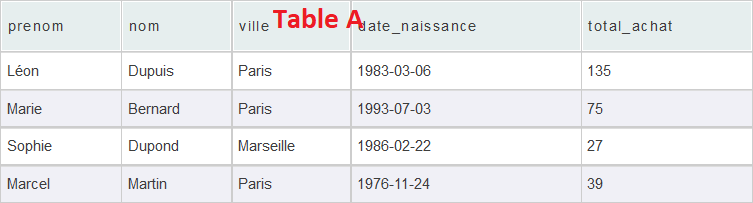 Table A
prenom nom ville date_naissance total_achat
Léon Dupuis Paris 1983-03-06 135
Marie Bernard Paris 1993-07-03 75
Sophie Dupond Marseille 1986-02-22 27
Marcel Martin Paris 1976-11-24 39